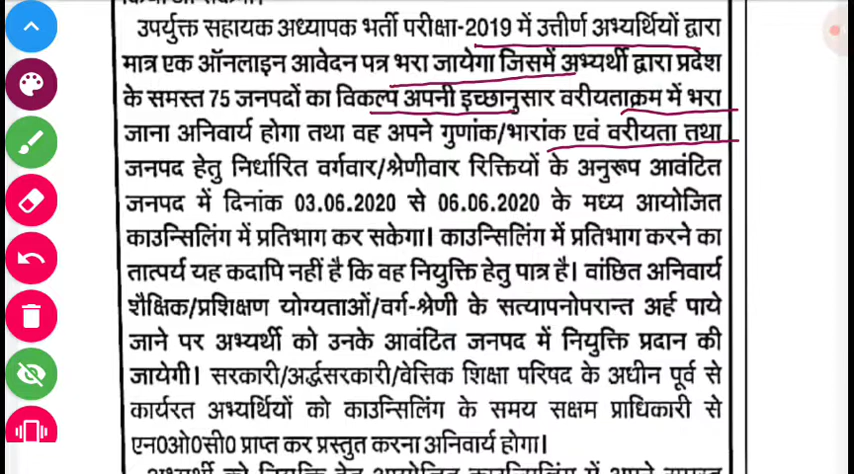 उपर्युक्त सहायक अध्यापक भर्ती परीक्षा-2019 में उत्तीर्ण अभ्यर्थियों द्वारा
मात्र एक ऑनलाइन आवेदन पत्र भरा जायेगा जिसमें अभ्यर्थी द्वारा प्रदेश
के समस्त 75 जनपदों का विकल्प अपनी इच्छानुसार वरीयताक्रम में भरा
जाना अनिवार्य होगा तथा वह अपने गुणांक/भारांक एवं वरीयता तथा
जनपद हेतु निर्धारित वर्गवार/श्रेणीवार रिक्तियों के अनुरूप आवंटित
जनपद में दिनांक 03.06.2020 से 06.06.2020 के मध्य आयोजित
काउन्सिलिंग में प्रतिभाग कर सकेगा। काउन्सिलिंग में प्रतिभाग करने का
तात्पर्य यह कदापि नहीं है कि वह नियुक्ति हेतु पात्र है। वांछित अनिवार्य
शैक्षिक/प्रशिक्षण योग्यताओं/वर्ग-श्रेणी के सत्यापनोपरान्त अर्ह पाये
जाने पर अभ्यर्थी को उनके आवंटित जनपद में नियुक्ति प्रदान की
जायेगी। सरकारी/अर्द्धसरकारी/वेसिक शिक्षा परिषद के अधीन पूर्व से
कार्यरत अभ्यर्थियों को काउन्सिलिंग के समय सक्षम प्राधिकारी से
एन0ओ0सी0 प्राप्त कर प्रस्तुत करना अनिवार्य होगा।